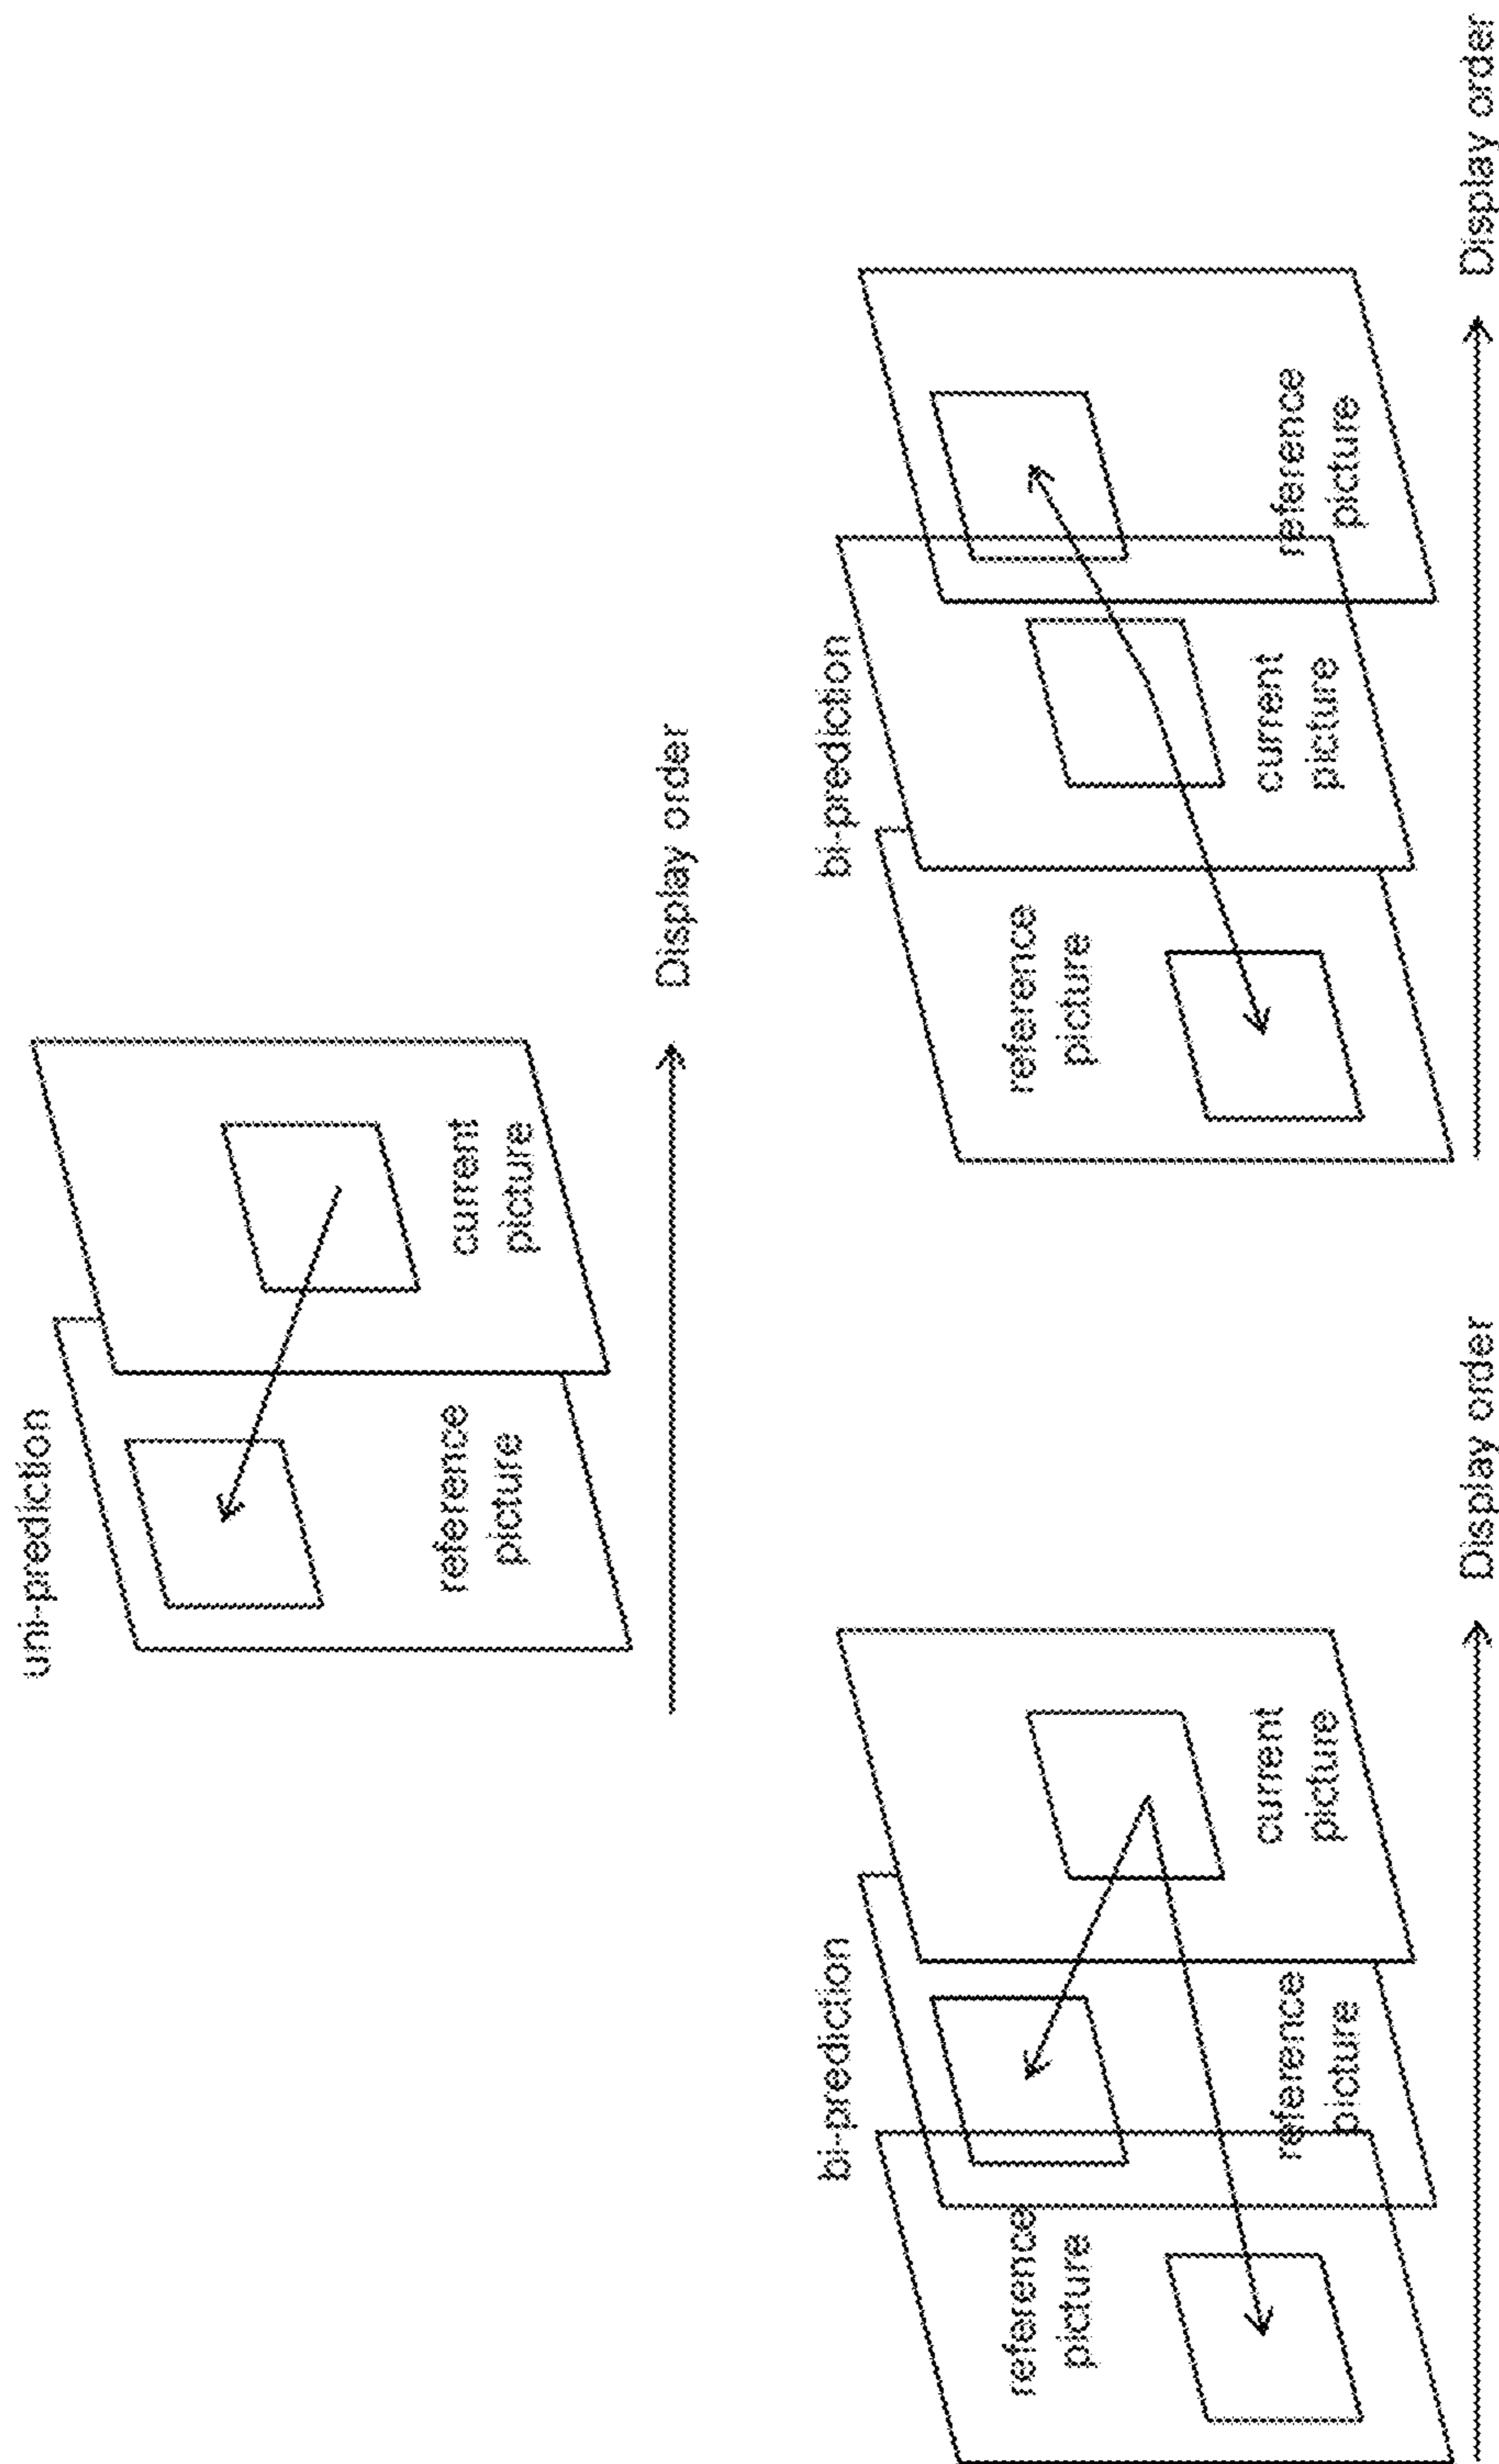 uni-prediction
reference
picture
current
picture
Display order
bi-prediction
reference
picture
reference
picture
current
picture
Display order
bi-prediction
reference
picture
current
picture
reference
picture
Display order